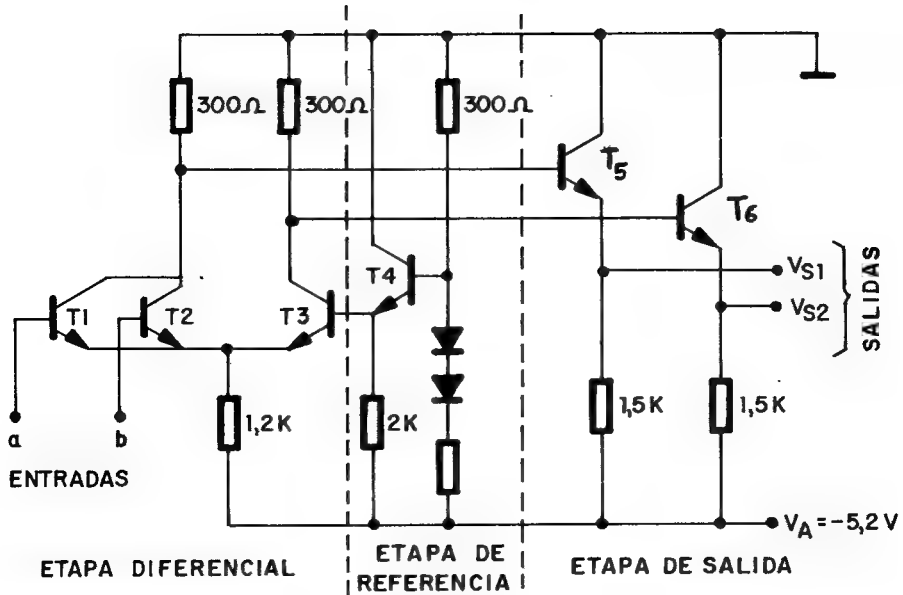 300Ω
300Ω
300Ω
T5
T6
T1
T2
T3
T4
VS1
VS2
SALIDAS
a
b
1,2K
2K
1,5K
1,5K
ENTRADAS
VA=-5,2V
ETAPA DIFERENCIAL
ETAPA DE
REFERENCIA
ETAPA DE SALIDA